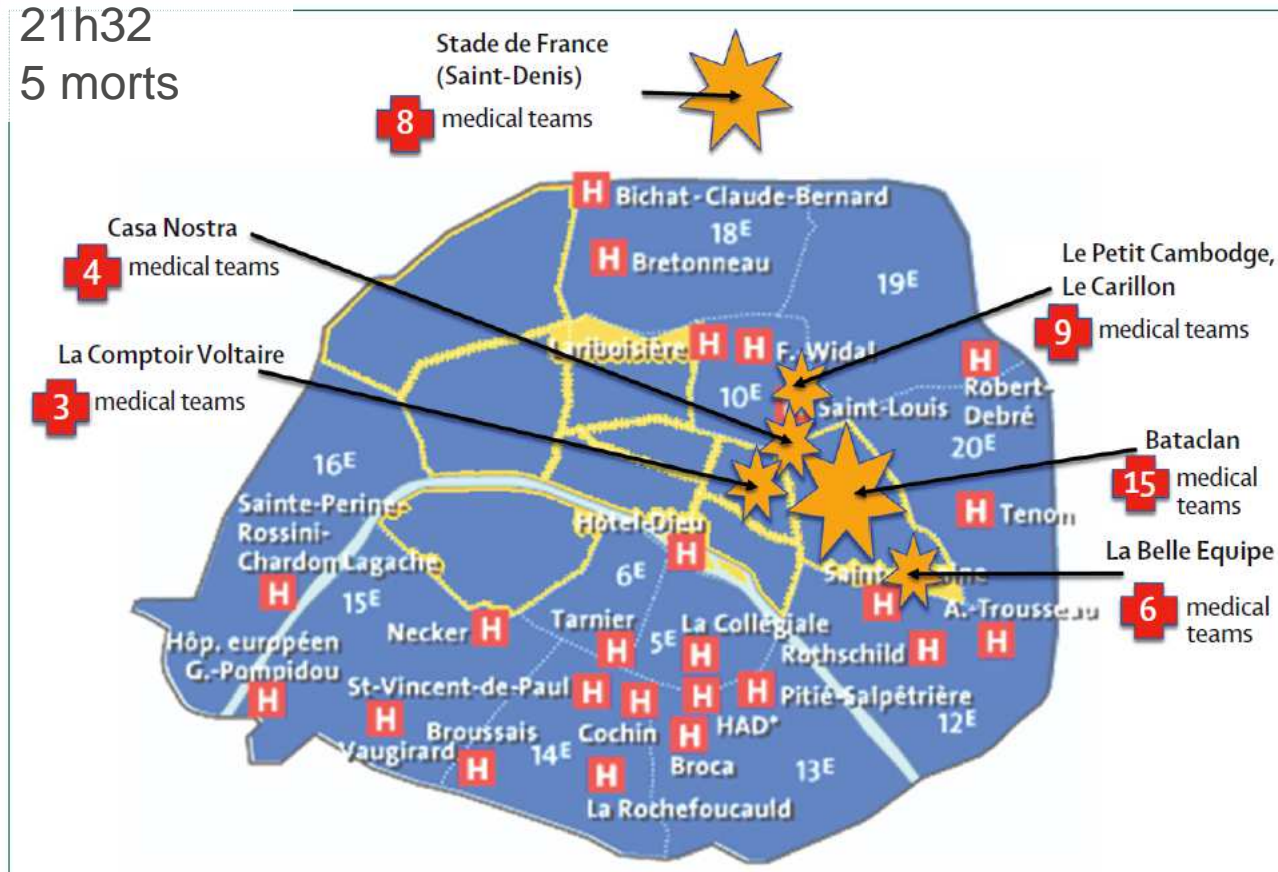 21h32
5 morts
Stade de France
(Saint-Denis)
8 medical teams
Casa Nostra
4 medical teams
La Comptoir Voltaire
3 medical teams
Le Petit Cambodge,
Le Carillon
9 medical teams
Bataclan
15 medical
teams
La Belle Equipe
6 medical
teams
H Bichat-Claude-Bernard
18E
H Bretonneau
19E
Lariboisière H
H F. Widal
10E
Saint-Louis
H
Robert-
Debré
20E
16E
Sainte-Perine-
Rossini-
Chardon Lagache
H
Hôtel-Dieu
H
H Tenon
6E
15E
Necker H
Tarnier
H
5E
La Collégiale
H
H
A.-Trousseau
H
Rothschild H
Hôp. européen
G.-Pompidou
H
St-Vincent-de-Paul H
H
Cochin
H
HAD*
H Pitié-Salpêtrière
12E
H
Vaugirard
Broussais
H
14E
H
Broca
13E
H
La Rochefoucauld